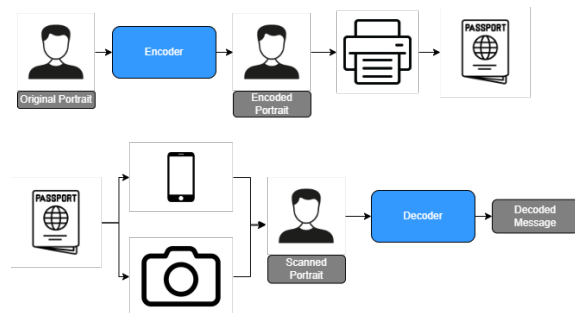 PASSPORT
Encoder
Original Portrait
Encoded
Portrait
PASSPORT
Decoder
Decoded
Message
Scanned
Portrait